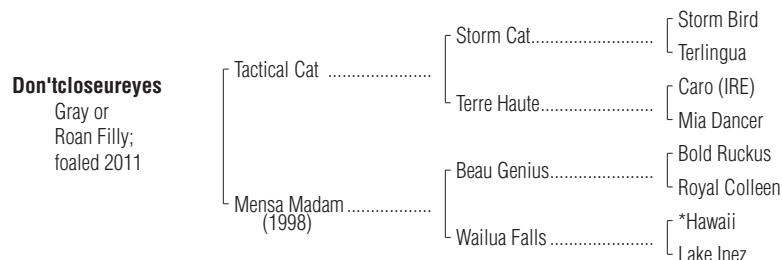 Don'tcloseureyes
Gray or
Roan Filly;
foaled 2011
Tactical Cat
Mensa Madam
(1998)
Storm Cat
Terre Haute
Beau Genius
Wailua Falls
Storm Bird
Terlingua
Caro (IRE)
Mia Dancer
Bold Ruckus
Royal Colleen
*Hawaii
Lake Inez